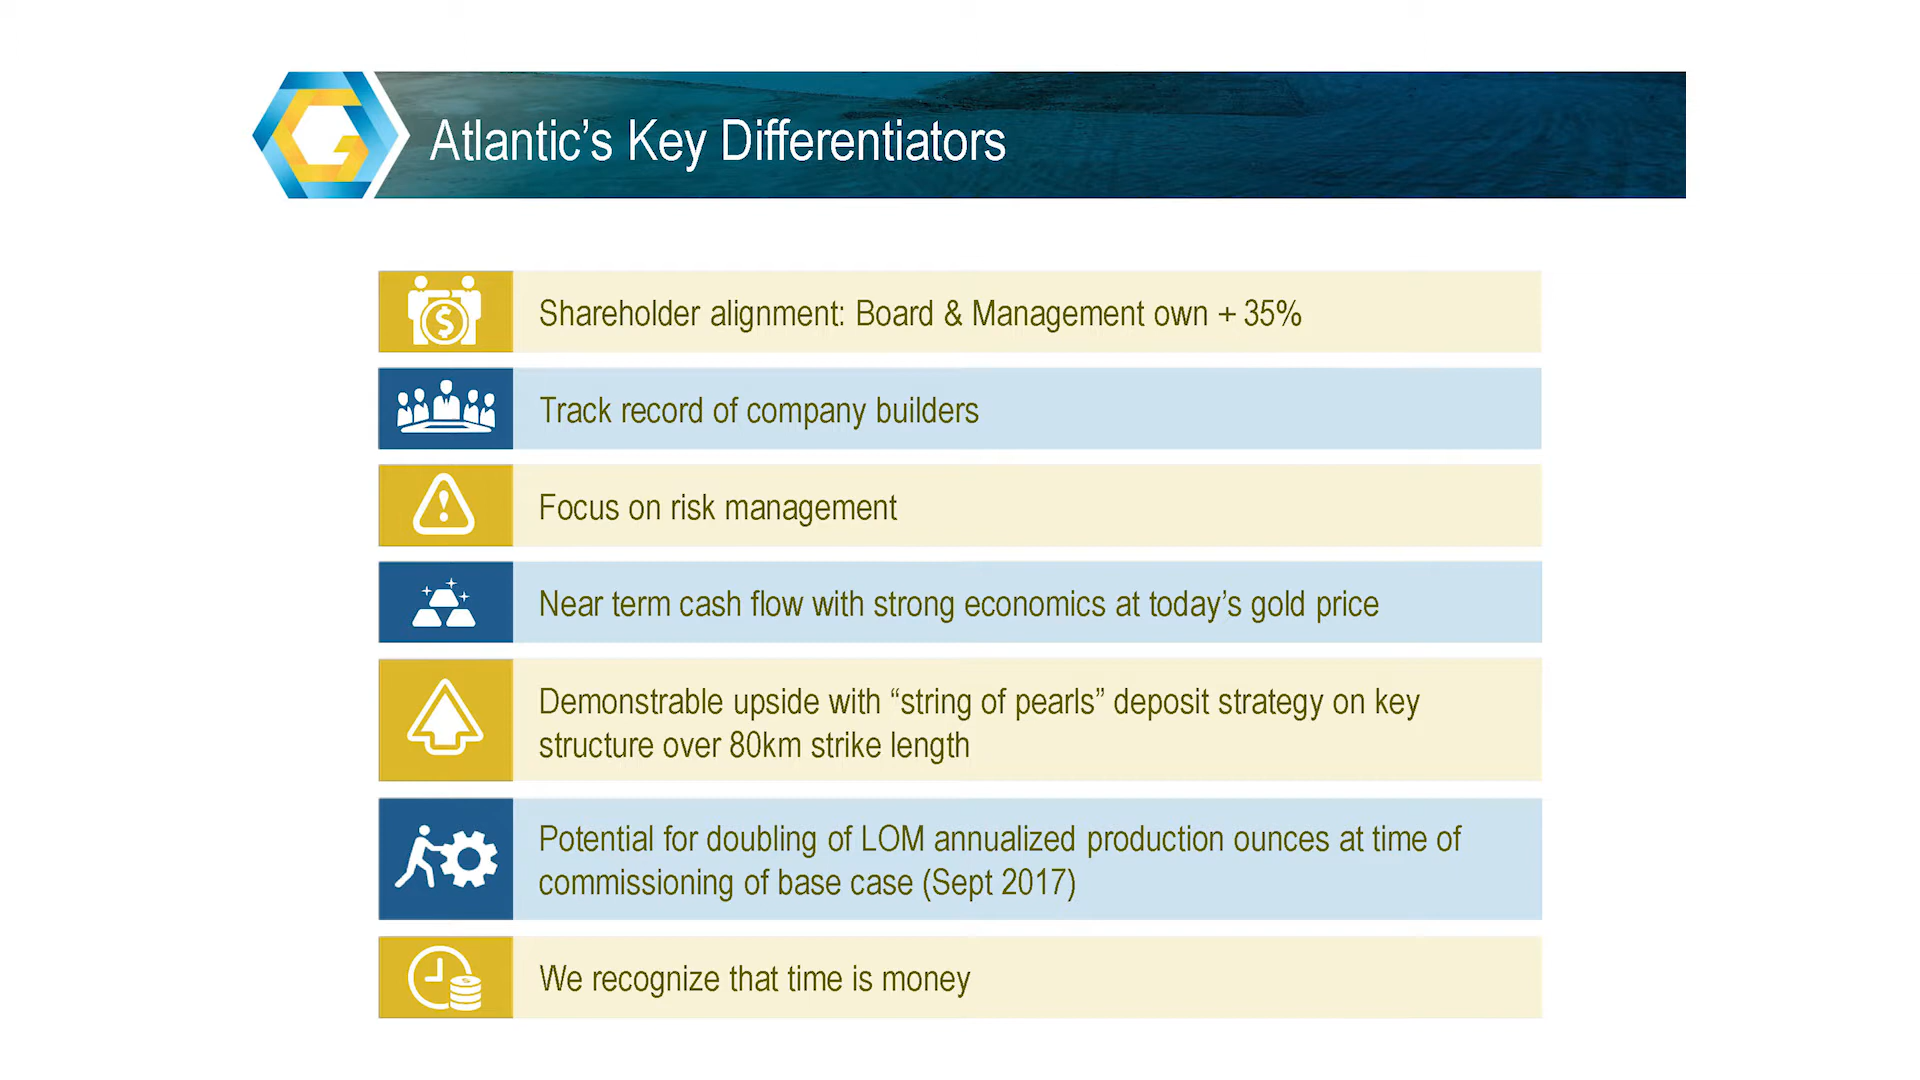 Atlantic’s Key Differentiators
Shareholder alignment: Board & Management own + 35%
Track record of company builders
Focus on risk management
Near term cash flow with strong economics at today’s gold price
Demonstrable upside with “string of pearls” deposit strategy on key
structure over 80km strike length
Potential for doubling of LOM annualized production ounces at time of
commissioning of base case (Sept 2017)
We recognize that time is money